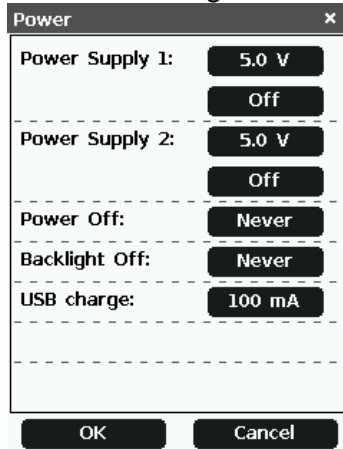 Power ×
Power Supply 1: 5.0 V
Off
Power Supply 2: 5.0 V
Off
Power Off: Never
Backlight Off: Never
USB charge: 100 mA
OK Cancel